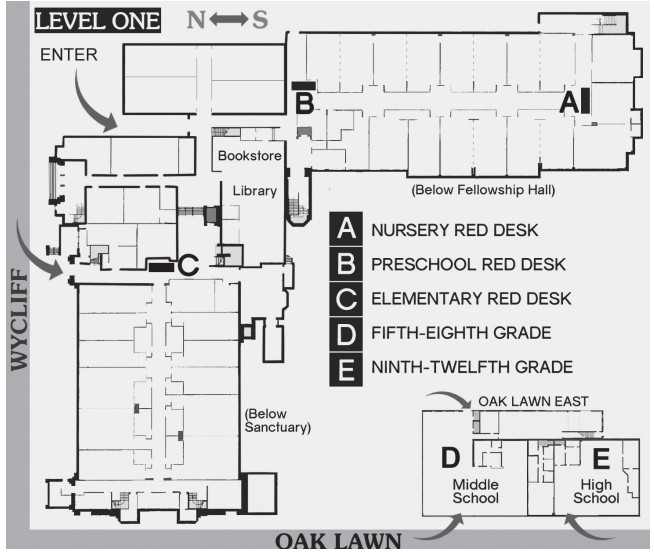 LEVEL ONE
N S
ENTER
B
A
Bookstore
Library
(Below Fellowship Hall)
C
A NURSERY RED DESK
B PRESCHOOL RED DESK
C ELEMENTARY RED DESK
D FIFTH-EIGHTH GRADE
E NINTH-TWELFTH GRADE
WYCLIFF
(Below
Sanctuary)
OAK LAWN EAST
D
Middle
School
E
High
School
OAK LAWN